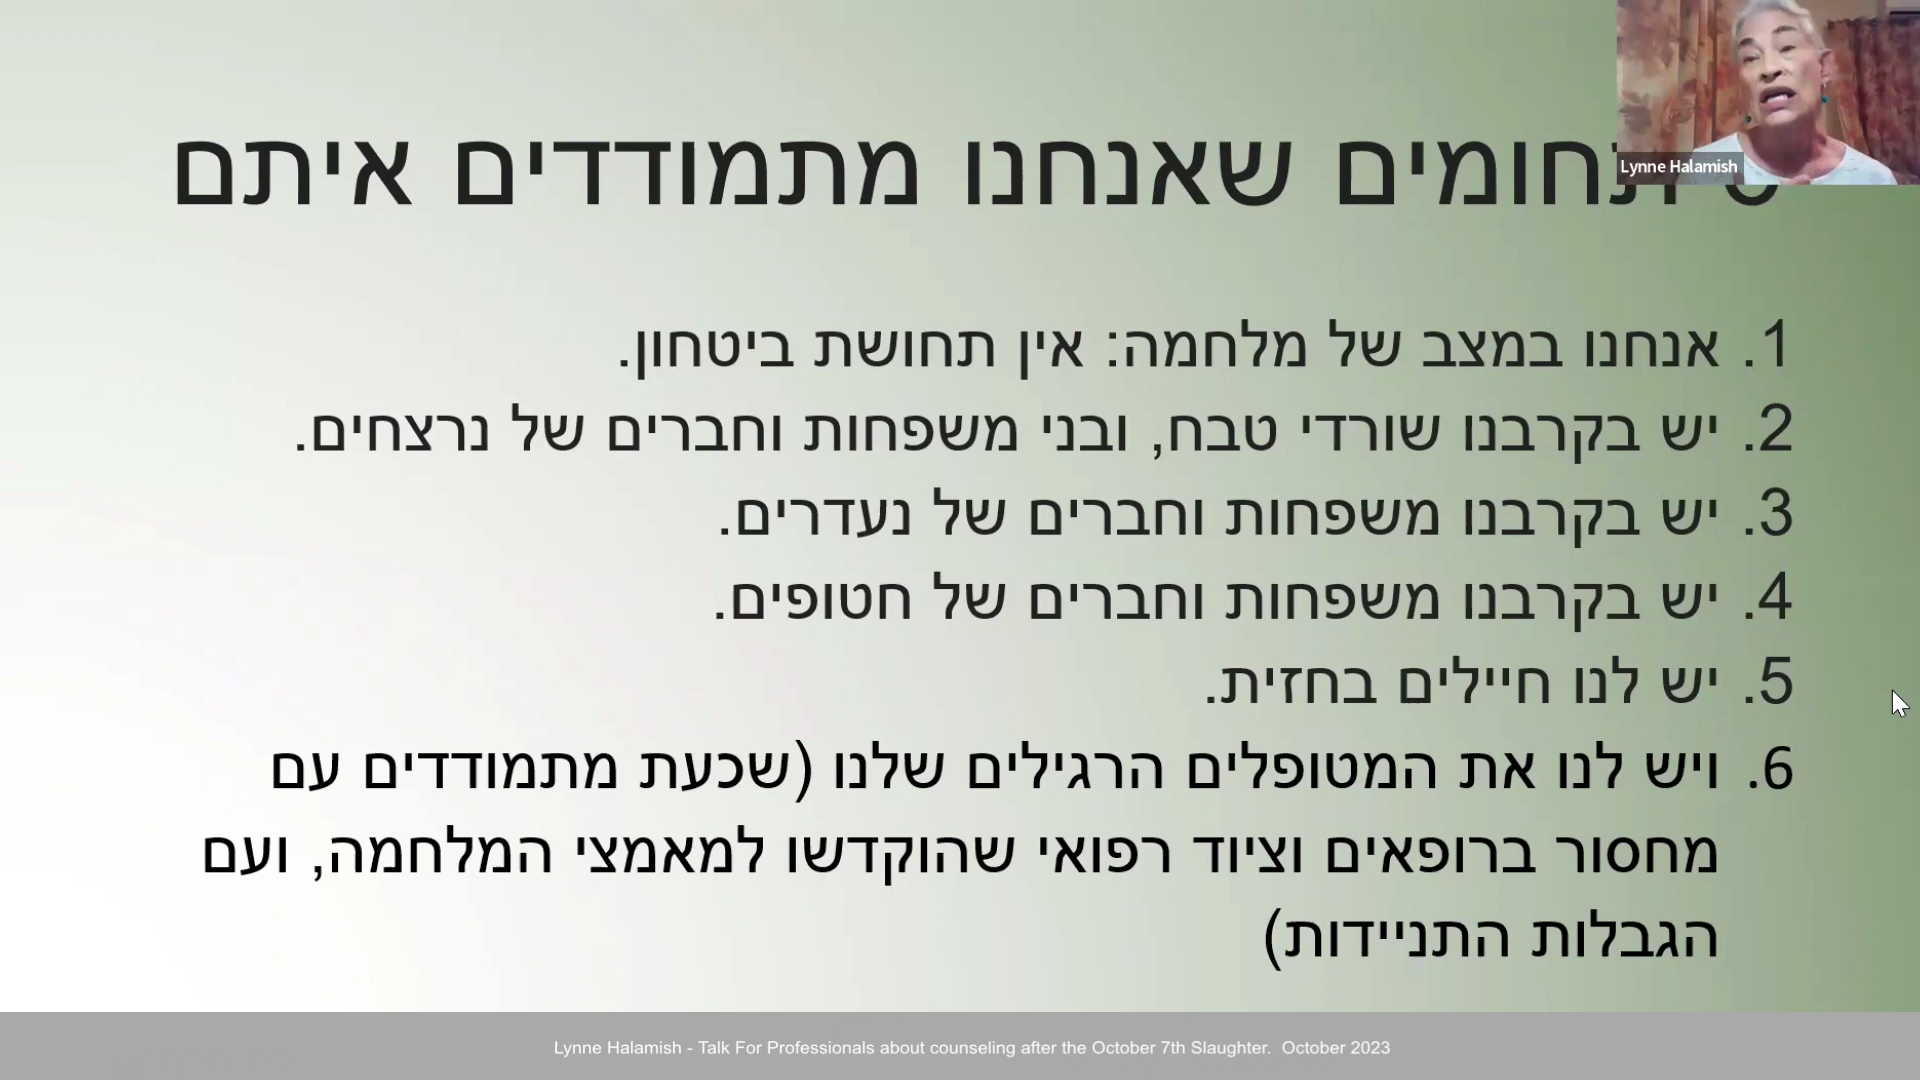 תחומים שאנחנו מתמודדים איתם
Lynne Halamish
1. אנחנו במצב של מלחמה: אין תחושת ביטחון.
2. יש בקרבנו שורדי טבח, ובני משפחות וחברים של נרצחים.
3. יש בקרבנו משפחות וחברים של נעדרים.
4. יש בקרבנו משפחות וחברים של חטופים.
5. יש לנו חיילים בחזית.
6. ויש לנו את המטופלים הרגילים שלנו (שכעת מתמודדים עם
מחסור ברופאים וציוד רפואי שהוקדשו למאמצי המלחמה, ועם
הגבלות התניידות)
Lynne Halamish - Talk For Professionals about counseling after the October 7th Slaughter. October 2023